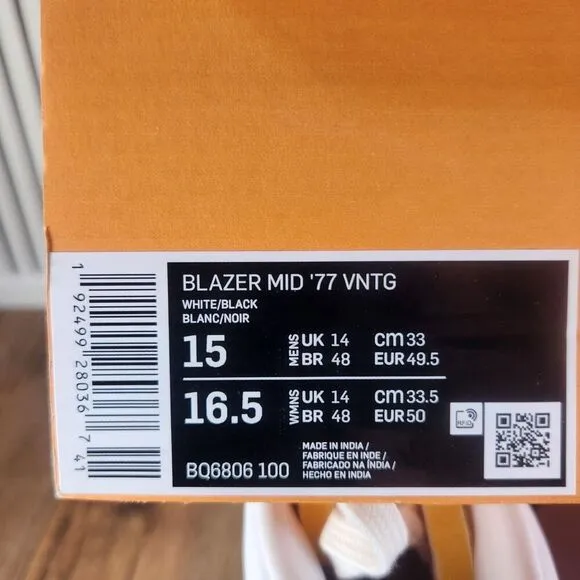 1 92499 28036 7 41
BLAZER MID '77 VNTG
WHITE/BLACK
BLANC/NOIR
15 MENS UK 14 cm 33
BR 48 EUR 49.5
16.5 WMNS UK 14 cm 33.5
BR 48 EUR 50
RFID
BQ6806 100
MADE IN INDIA /
FABRIQUE EN INDE /
FABRICADO NA ÍNDIA /
HECHO EN INDIA